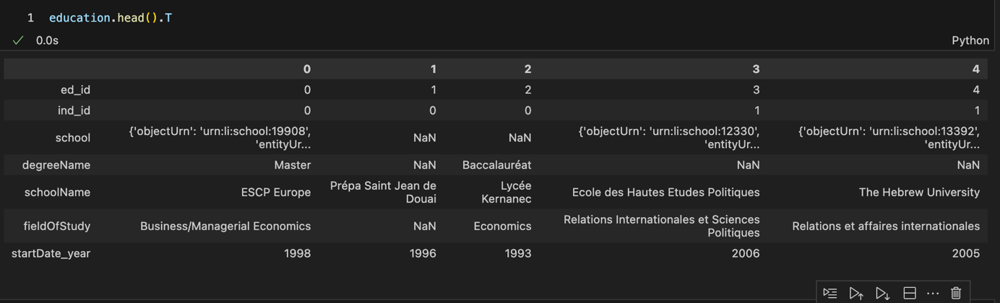 1 education.head().T
0.0s
Python
0 1 2 3 4
ed_id 0 1 2 3 4
ind_id 0 0 0 1 1
school {'objectUrn': 'urn:li:school:19908', 'entityUr... NaN NaN {'objectUrn': 'urn:li:school:12330', 'entityUr... {'objectUrn': 'urn:li:school:13392', 'entityUr...
degreeName Master NaN Baccalauréat NaN NaN
schoolName ESCP Europe Prépa Saint Jean de Douai Lycée Kernanec Ecole des Hautes Etudes Politiques The Hebrew University
fieldOfStudy Business/Managerial Economics NaN Economics Relations Internationales et Sciences Politiques Relations et affaires internationales
startDate_year 1998 1996 1993 2006 2005